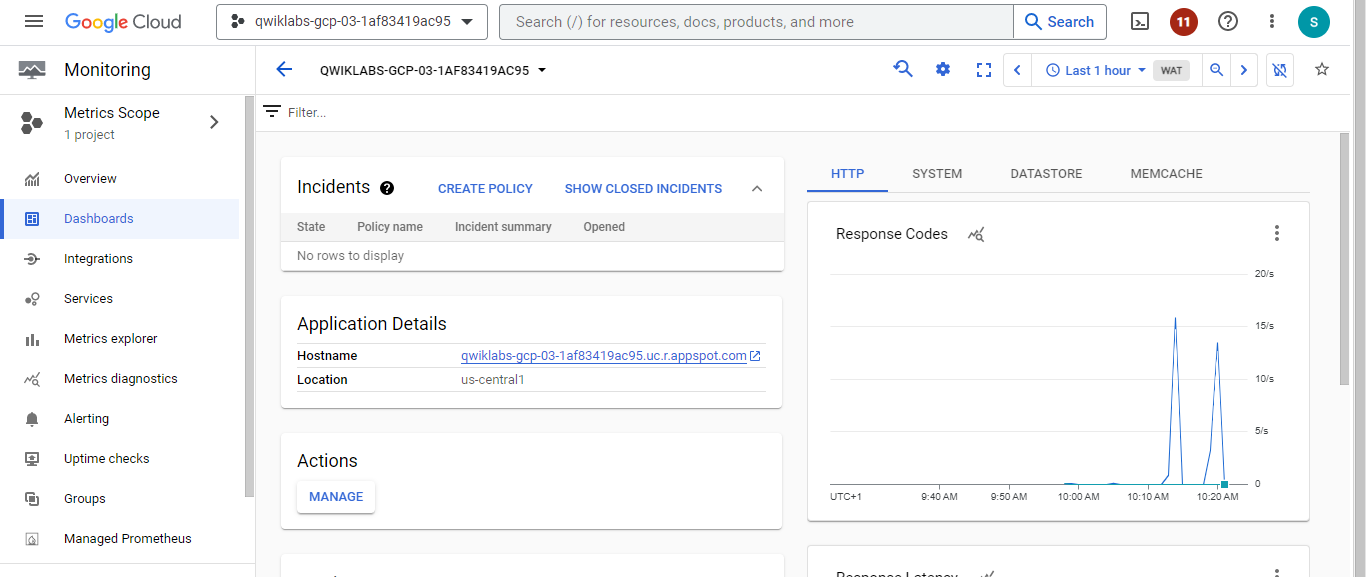 Google Cloud
qwiklabs-gcp-03-1af83419ac95
Search (/) for resources, docs, products, and more
Search
11
S
Monitoring
QWIKLABS-GCP-03-1AF83419AC95
Last 1 hour
WAT
Metrics Scope
1 project
Filter...
Overview
Dashboards
Integrations
Services
Metrics explorer
Metrics diagnostics
Alerting
Uptime checks
Groups
Managed Prometheus
Incidents
CREATE POLICY
SHOW CLOSED INCIDENTS
State Policy name Incident summary Opened
No rows to display
Application Details
Hostname qwiklabs-gcp-03-1af83419ac95.uc.r.appspot.com
Location us-central1
Actions
MANAGE
HTTP SYSTEM DATASTORE MEMCACHE
Response Codes
20/s
15/s
10/s
5/s
0
UTC+1 9:40 AM 9:50 AM 10:00 AM 10:10 AM 10:20 AM
Response Latency